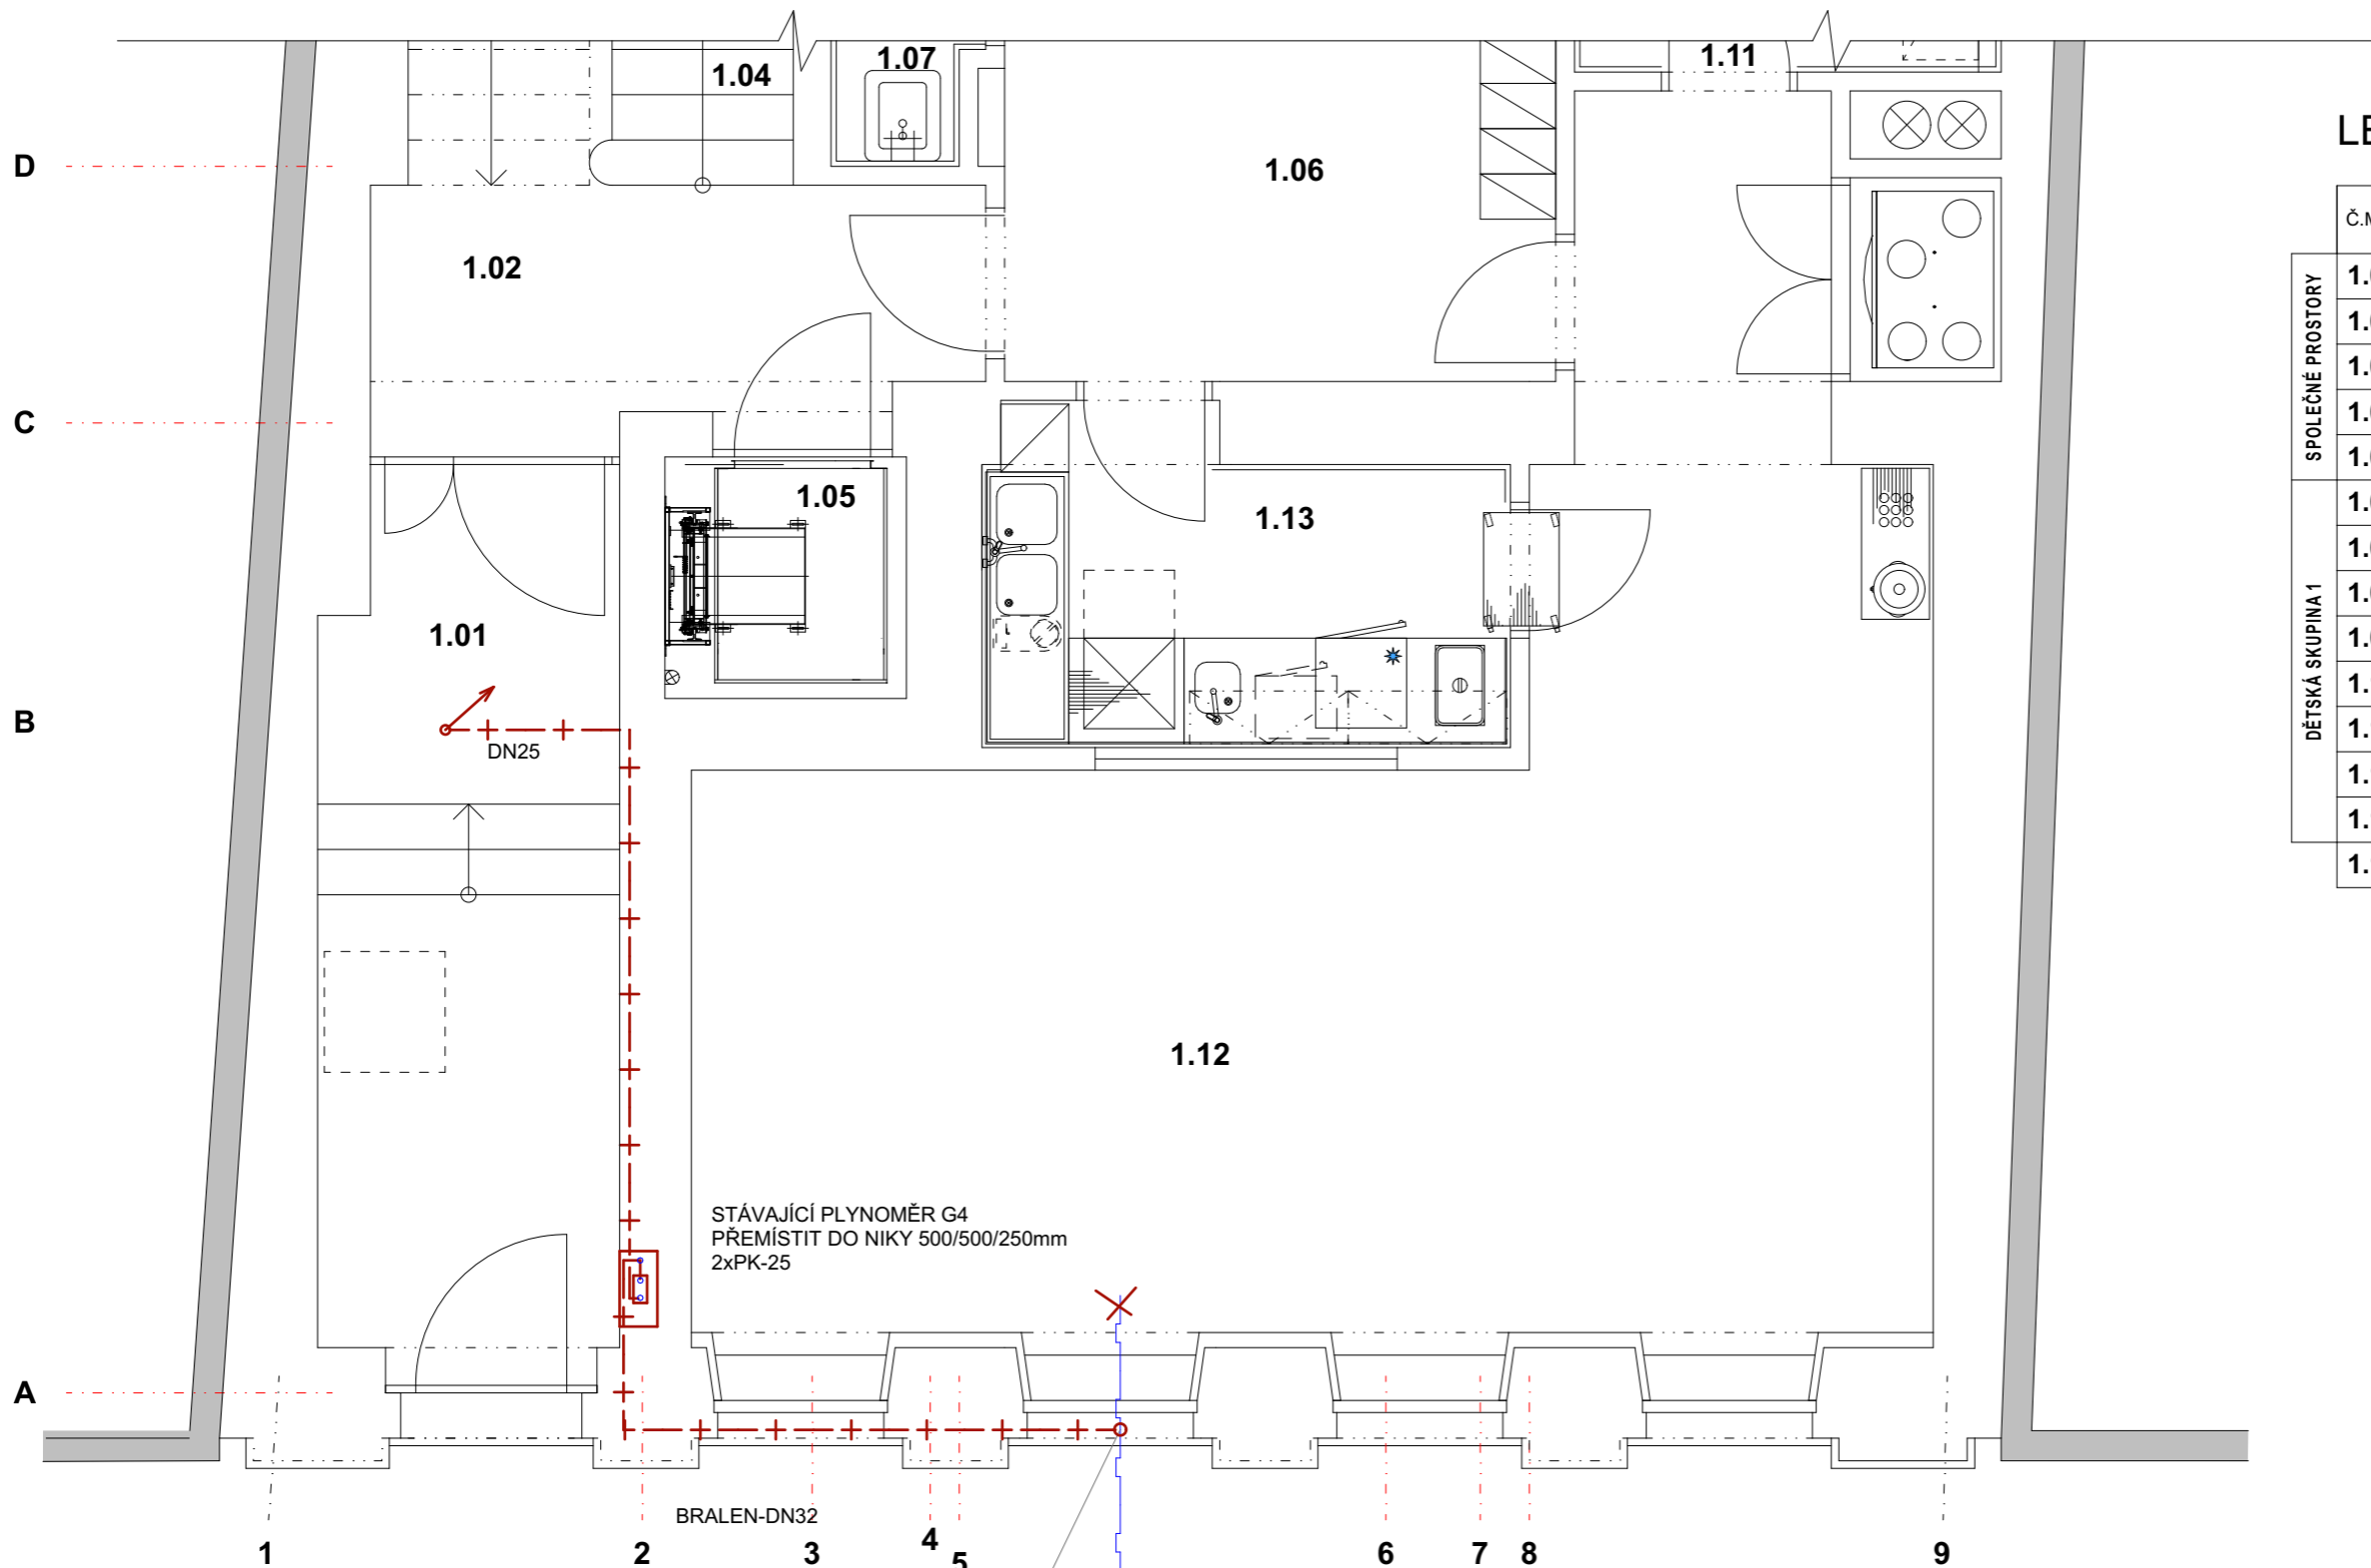 1.07
1.11
1.04
D
LE
1.06
Č.M
1.02
SPOLEČNÉ PROSTORY
C
1.05
1.13
1.01
DĚTSKÁ SKUPINA 1
B
DN25
1.12
STÁVAJÍCÍ PLYNOMĚR G4
PŘEMÍSTIT DO NIKY 500/500/250mm
2xPK-25
A
BRALEN-DN32
1
2
3
4
5
6
7
8
9